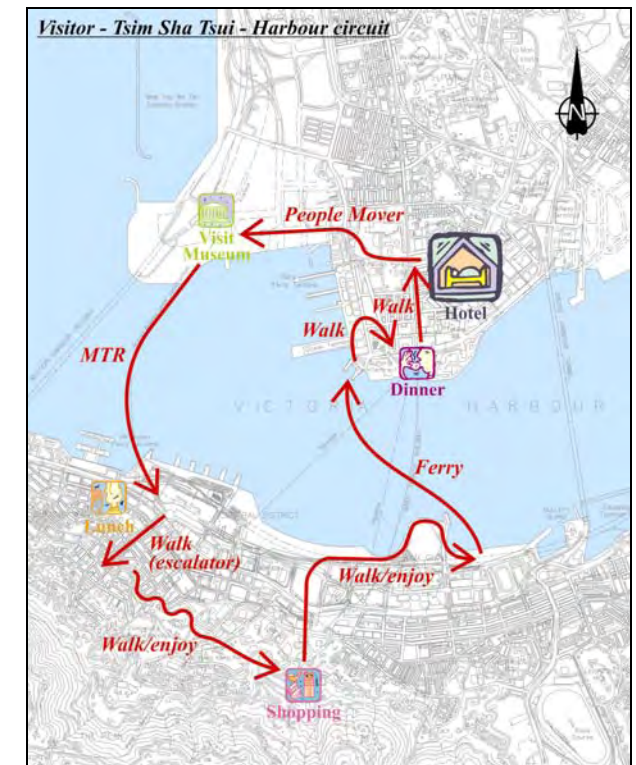 Visitor - Tsim Sha Tsui - Harbour circuit
N
People Mover
Visit
Museum
Hotel
Walk
Walk
MTR
Dinner
VICTORIA HARBOUR
Ferry
Lunch
Walk
(escalator)
Walk/enjoy
Walk/enjoy
Shopping